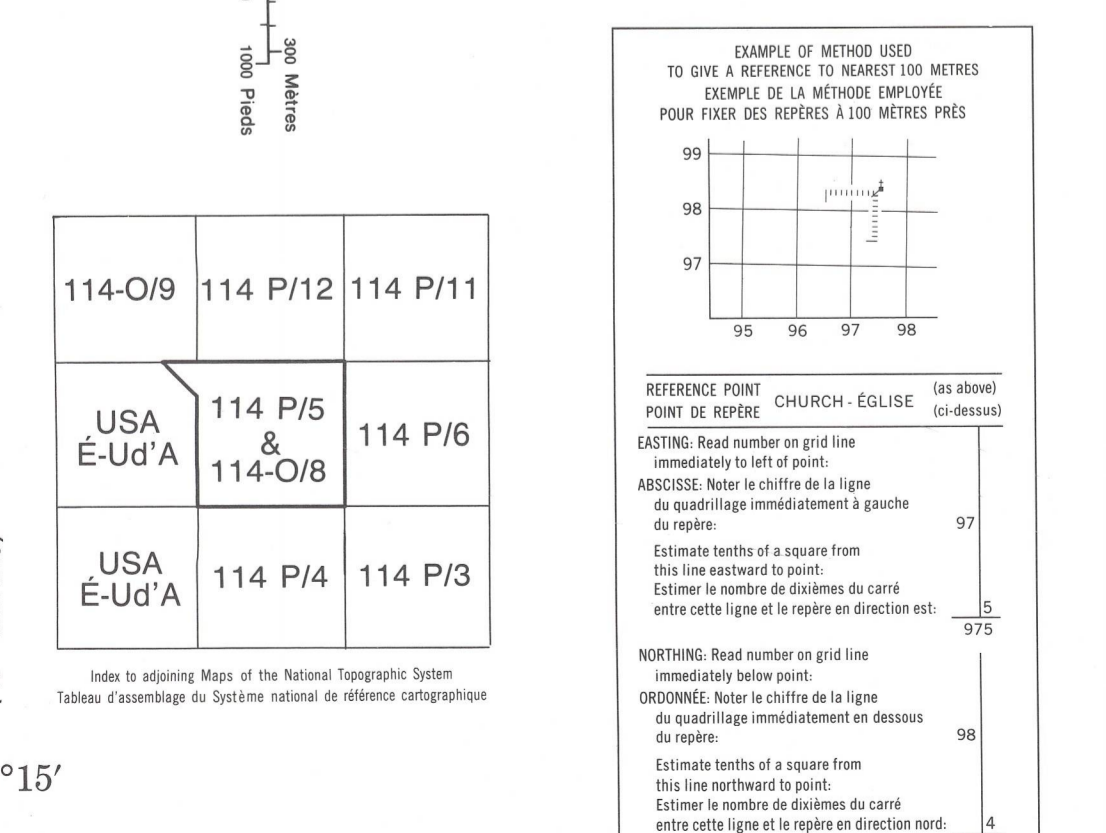 300 Mètres
1000 Pieds
114-O/9 114 P/12 114 P/11
USA
É-Ud'A
114 P/5
&
114-O/8
114 P/6
USA
É-Ud'A
114 P/4
114 P/3
Index to adjoining Maps of the National Topographic System
Tableau d'assemblage du Système national de référence cartographique
°15′
EXAMPLE OF METHOD USED
TO GIVE A REFERENCE TO NEAREST 100 METRES
EXEMPLE DE LA MÉTHODE EMPLOYÉE
POUR FIXER DES REPÈRES À 100 MÈTRES PRÈS
99
98
97
95 96 97 98
REFERENCE POINT
POINT DE REPÈRE
CHURCH - ÉGLISE
(as above)
(ci-dessus)
EASTING: Read number on grid line
immediately to left of point:
ABSCISSE: Noter le chiffre de la ligne
du quadrillage immédiatement à gauche
du repère: 97
Estimate tenths of a square from
this line eastward to point:
Estimer le nombre de dixièmes du carré
entre cette ligne et le repère en direction est: 5
975
NORTHING: Read number on grid line
immediately below point:
ORDONNÉE: Noter le chiffre de la ligne
du quadrillage immédiatement en dessous
du repère: 98
Estimate tenths of a square from
this line northward to point:
Estimer le nombre de dixièmes du carré
entre cette ligne et le repère en direction nord: 4